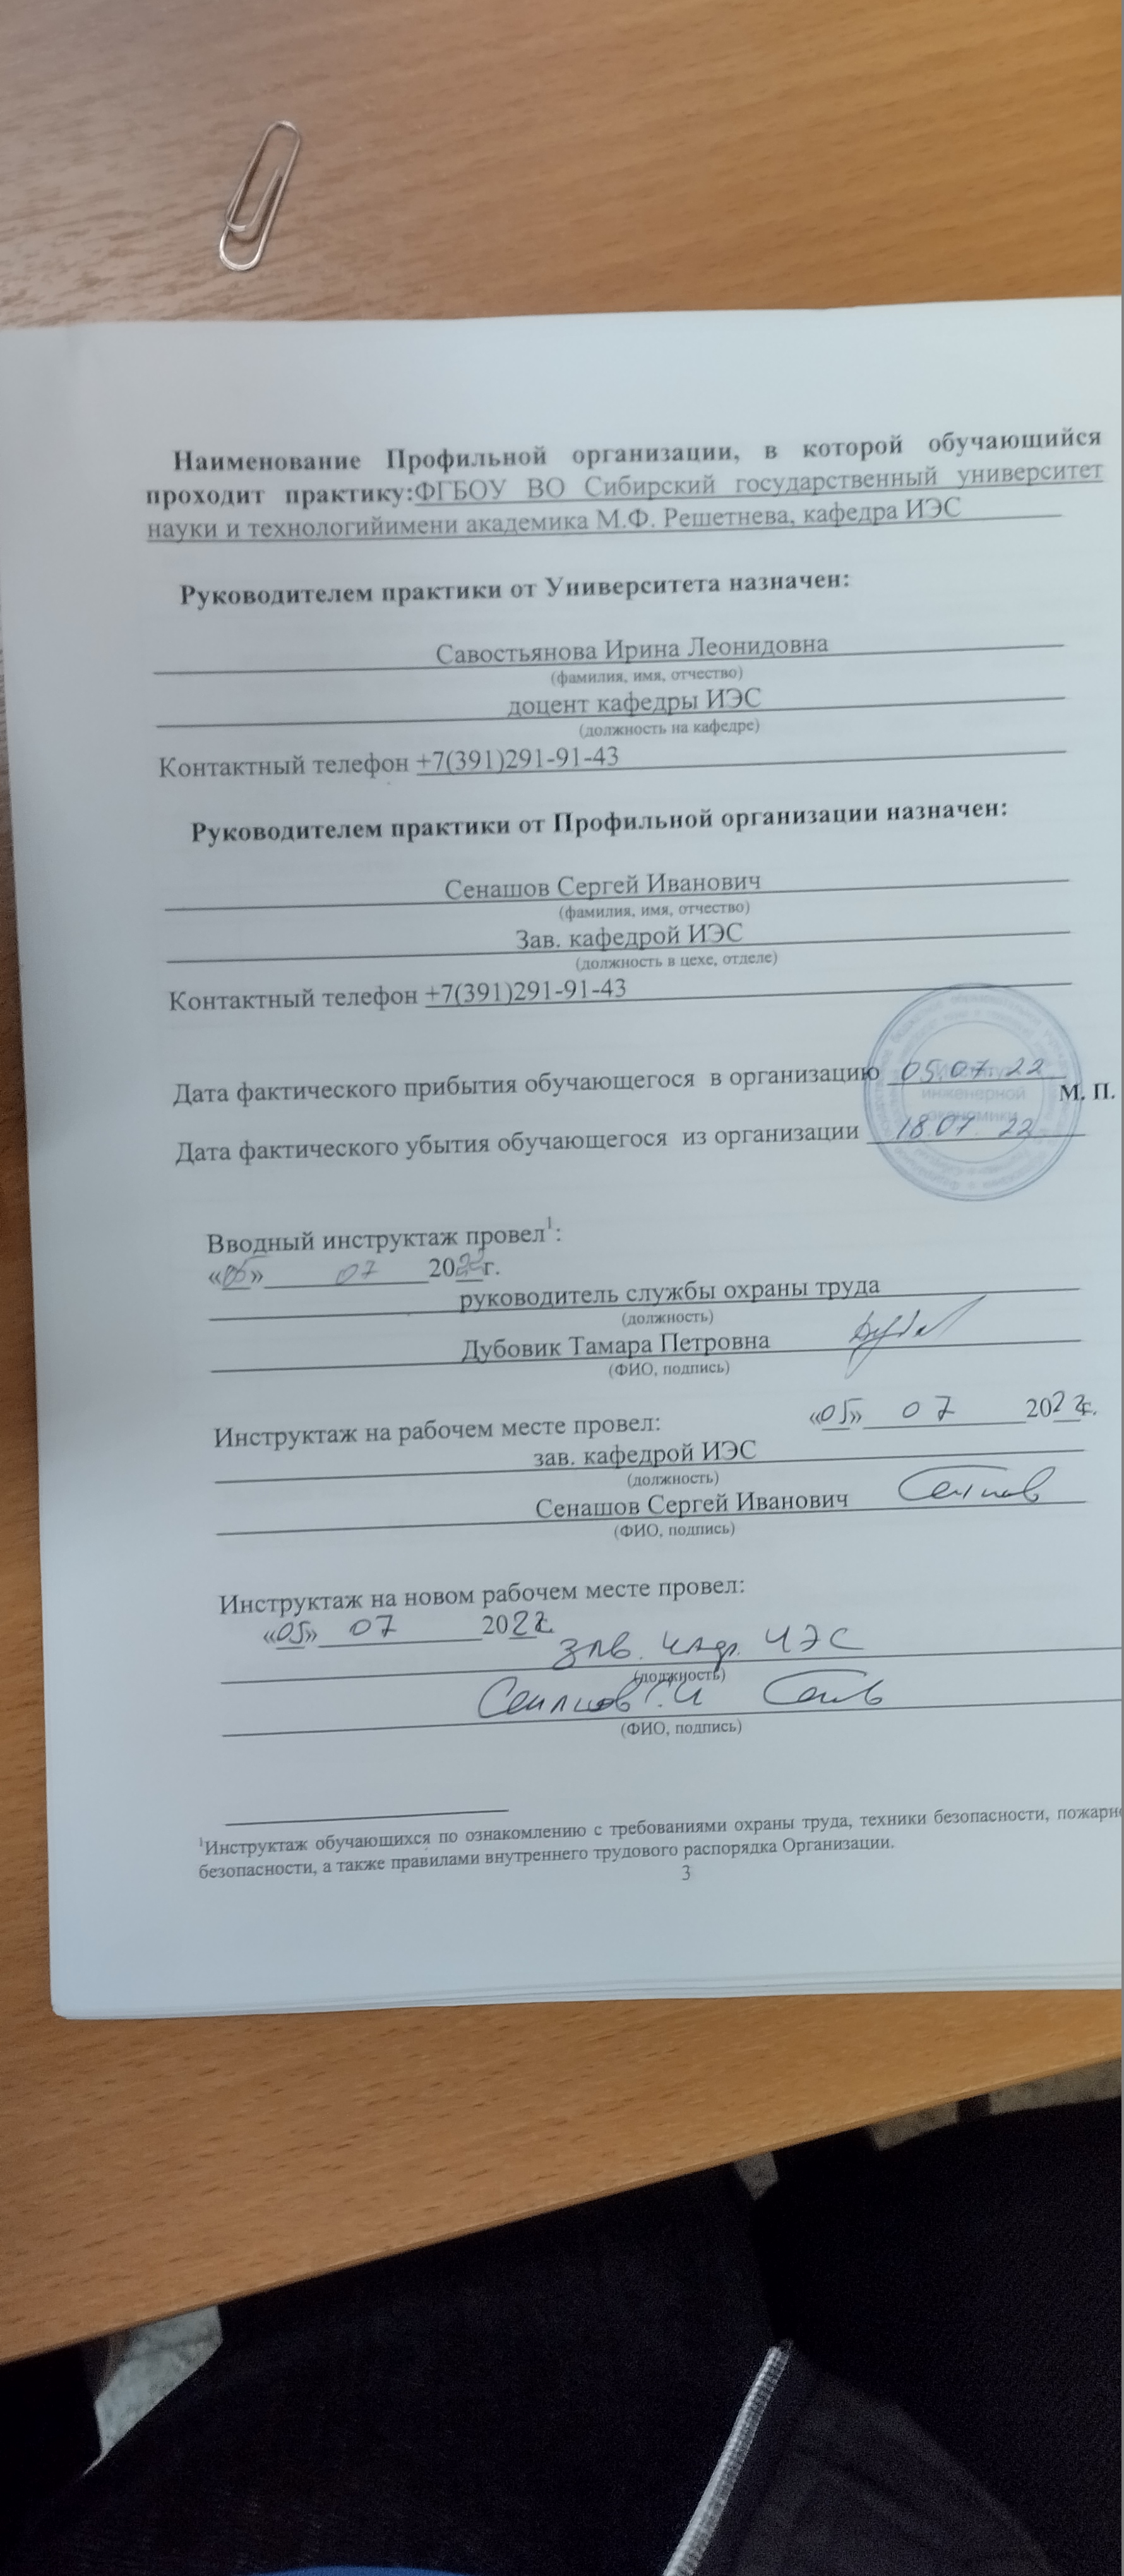 Наименование Профильной организации, в которой обучающийся
проходит практику:ФГБОУ ВО Сибирский государственный университет
науки и технологийимени академика М.Ф. Решетнева, кафедра ИЭС
Руководителем практики от Университета назначен:
Савостьянова Ирина Леонидовна
(фамилия, имя, отчество)
доцент кафедры ИЭС
(должность на кафедре)
Контактный телефон +7(391)291-91-43
Руководителем практики от Профильной организации назначен:
Сенашов Сергей Иванович
(фамилия, имя, отчество)
Зав. кафедрой ИЭС
(должность в цехе, отделе)
Контактный телефон +7(391)291-91-43
Дата фактического прибытия обучающегося в организацию 05.07.22
инженерной
экономики
М. П.
Дата фактического убытия обучающегося из организации 18.07.22
Вводный инструктаж провел1:
«05» 07 2022г.
руководитель службы охраны труда
(должность)
Дубовик Тамара Петровна
(ФИО, подпись)
Инструктаж на рабочем месте провел: «05» 07 2022г.
зав. кафедрой ИЭС
(должность)
Сенашов Сергей Иванович
(ФИО, подпись)
Инструктаж на новом рабочем месте провел:
«05» 07 2022г.
зав. кафр. ИЭС
(должность)
Сенашов С.И
(ФИО, подпись)
1Инструктаж обучающихся по ознакомлению с требованиями охраны труда, техники безопасности, пожарн
безопасности, а также правилами внутреннего трудового распорядка Организации.
3